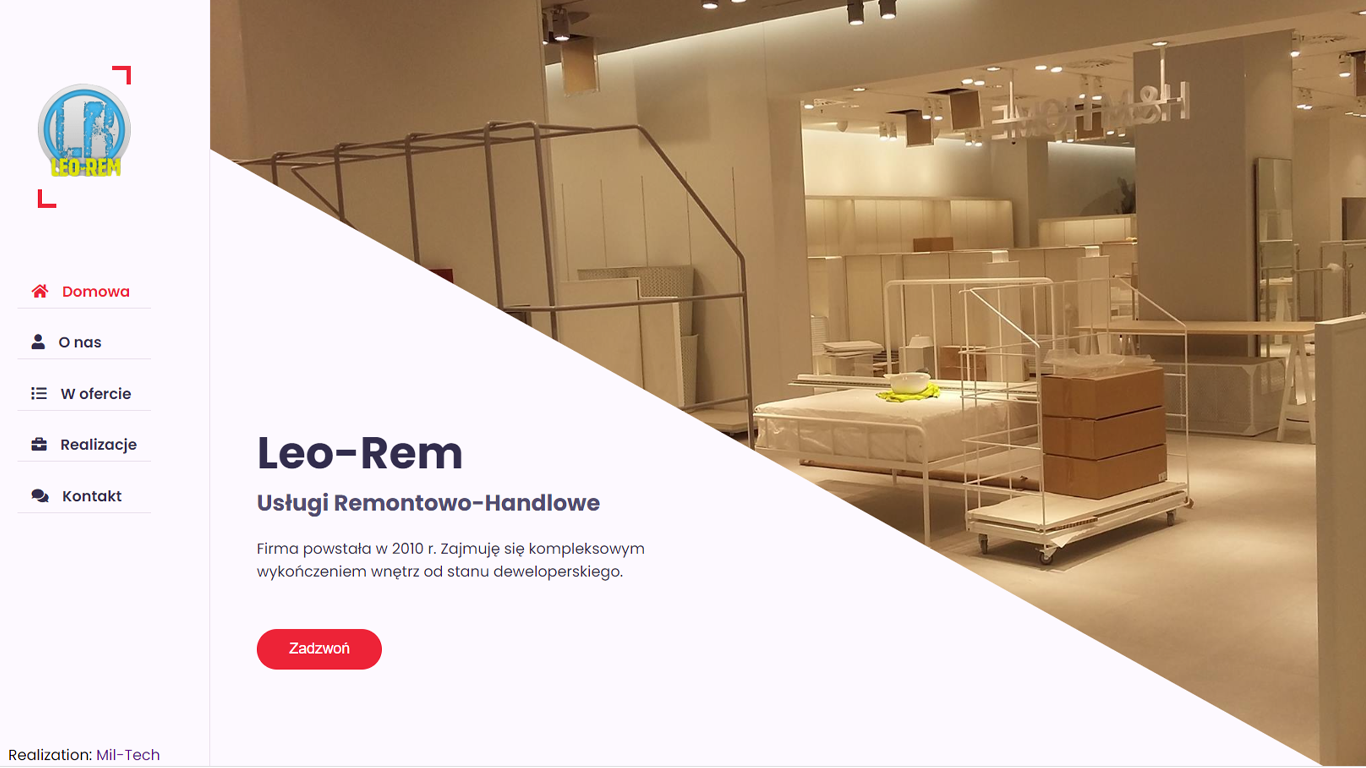 LR
LEO-REM
Domowa
O nas
W ofercie
Realizacje
Kontakt
Realization: Mil-Tech
H&M HOME
Leo-Rem
Usługi Remontowo-Handlowe
Firma powstała w 2010 r. Zajmuję się kompleksowym
wykończeniem wnętrz od stanu deweloperskiego.
Zadzwoń